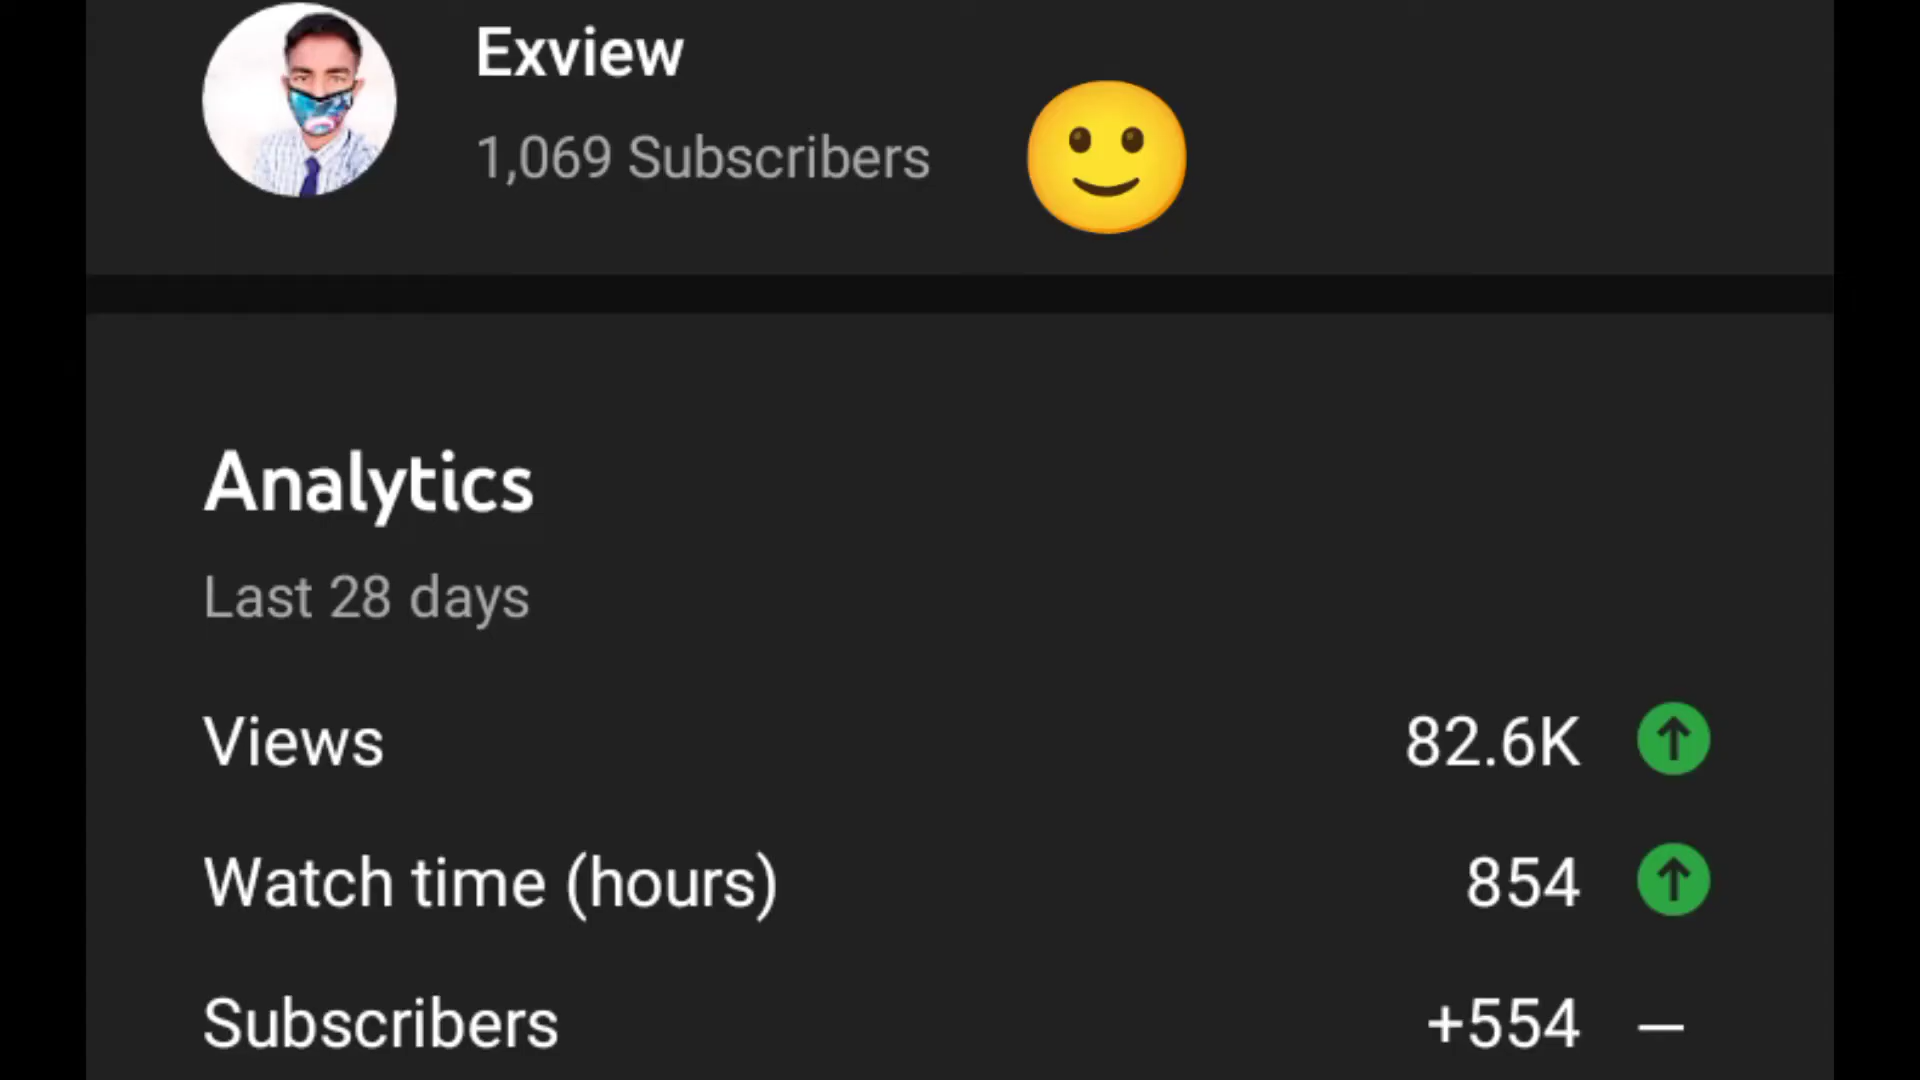 Exview
1,069 Subscribers
Analytics
Last 28 days
Views 82.6K
Watch time (hours) 854
Subscribers +554 —